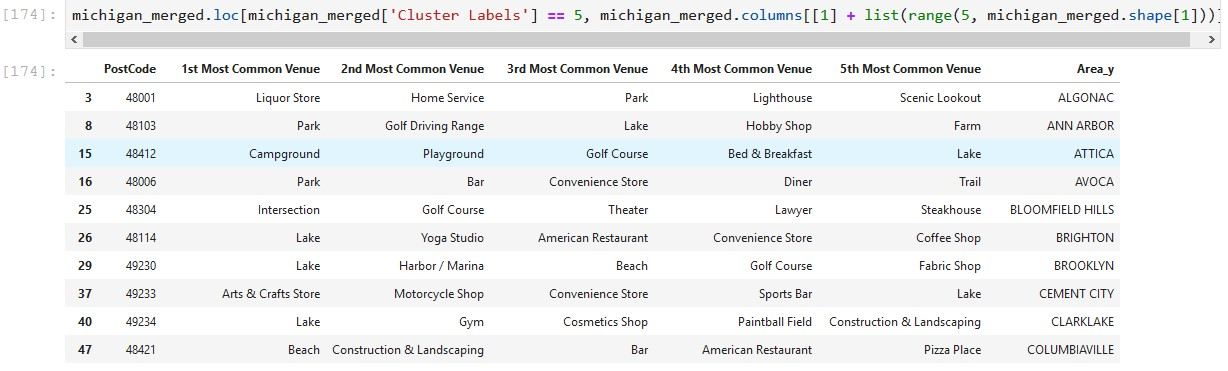 [174]: michigan_merged.loc[michigan_merged['Cluster Labels'] == 5, michigan_merged.columns[[1] + list(range(5, michigan_merged.shape[1]))]
[174]: PostCode 1st Most Common Venue 2nd Most Common Venue 3rd Most Common Venue 4th Most Common Venue 5th Most Common Venue Area_y
3 48001 Liquor Store Home Service Park Lighthouse Scenic Lookout ALGONAC
8 48103 Park Golf Driving Range Lake Hobby Shop Farm ANN ARBOR
15 48412 Campground Playground Golf Course Bed & Breakfast Lake ATTICA
16 48006 Park Bar Convenience Store Diner Trail AVOCA
25 48304 Intersection Golf Course Theater Lawyer Steakhouse BLOOMFIELD HILLS
26 48114 Lake Yoga Studio American Restaurant Convenience Store Coffee Shop BRIGHTON
29 49230 Lake Harbor / Marina Beach Golf Course Fabric Shop BROOKLYN
37 49233 Arts & Crafts Store Motorcycle Shop Convenience Store Sports Bar Lake CEMENT CITY
40 49234 Lake Gym Cosmetics Shop Paintball Field Construction & Landscaping CLARKLAKE
47 48421 Beach Construction & Landscaping Bar American Restaurant Pizza Place COLUMBIAVILLE